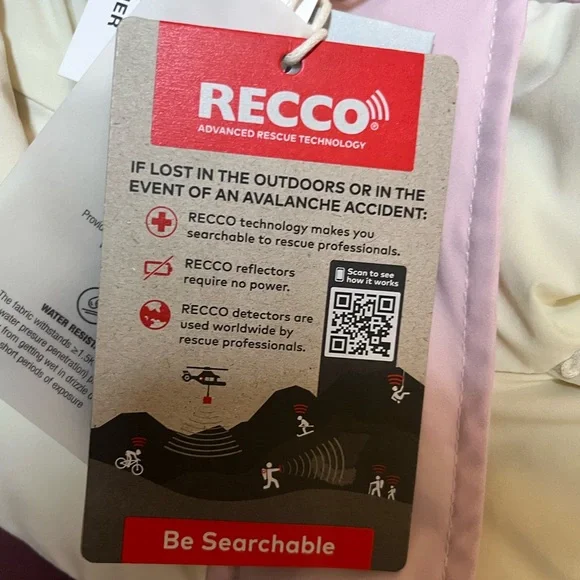 RECCO®
ADVANCED RESCUE TECHNOLOGY
IF LOST IN THE OUTDOORS OR IN THE
EVENT OF AN AVALANCHE ACCIDENT:
RECCO technology makes you
searchable to rescue professionals.
RECCO reflectors
require no power.
RECCO detectors are
used worldwide by
rescue professionals.
Scan to see
how it works
Be Searchable
WATER RESIST
The fabric withstands ≥1.5
water presure penetration)
from getting wet in drizzle o
short periods of exposure